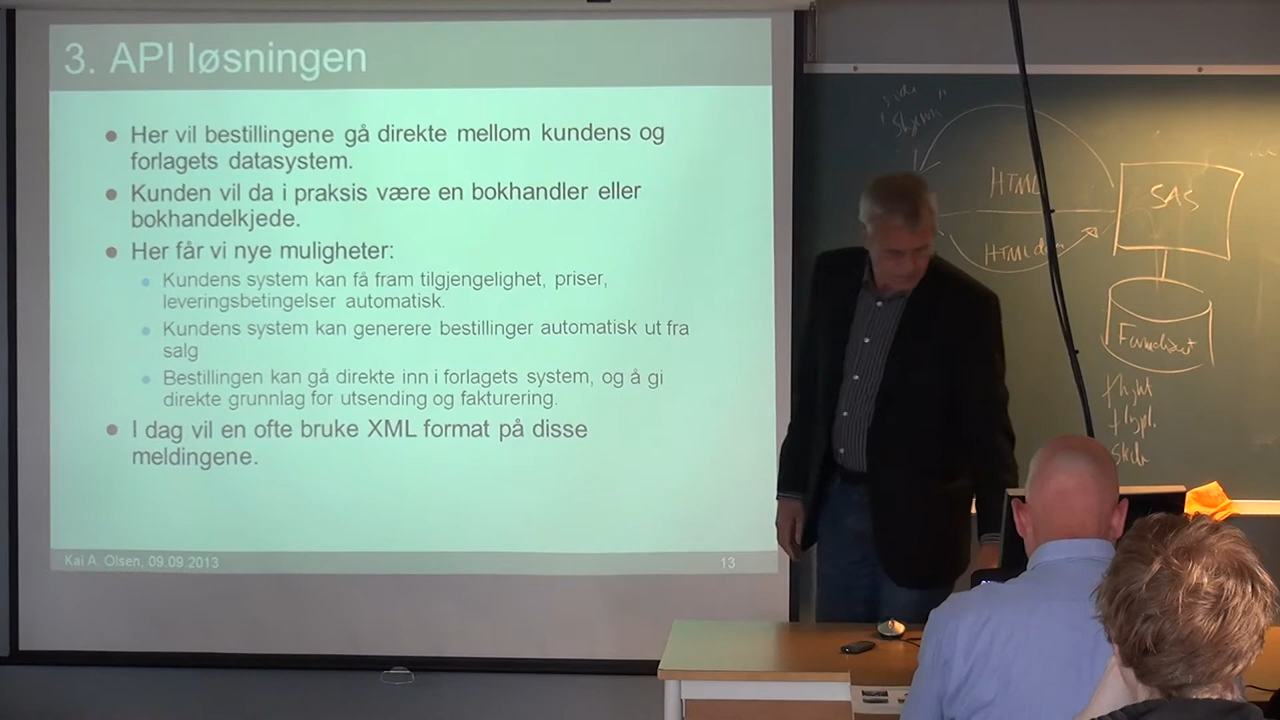 3. API løsningen
Her vil bestillingene gå direkte mellom kundens og
forlagets datasystem.
Kunden vil da i praksis være en bokhandler eller
bokhandelkjede.
Her får vi nye muligheter:
Kundens system kan få fram tilgjengelighet, priser,
leveringsbetingelser automatisk.
Kundens system kan generere bestillinger automatisk ut fra
salg
Bestillingen kan gå direkte inn i forlagets system, og å gi
direkte grunnlag for utsending og fakturering.
I dag vil en ofte bruke XML format på disse
meldingene.
Kai A. Olsen, 09.09.2013
13
HTML
SAS
HTML
flight
flypl.